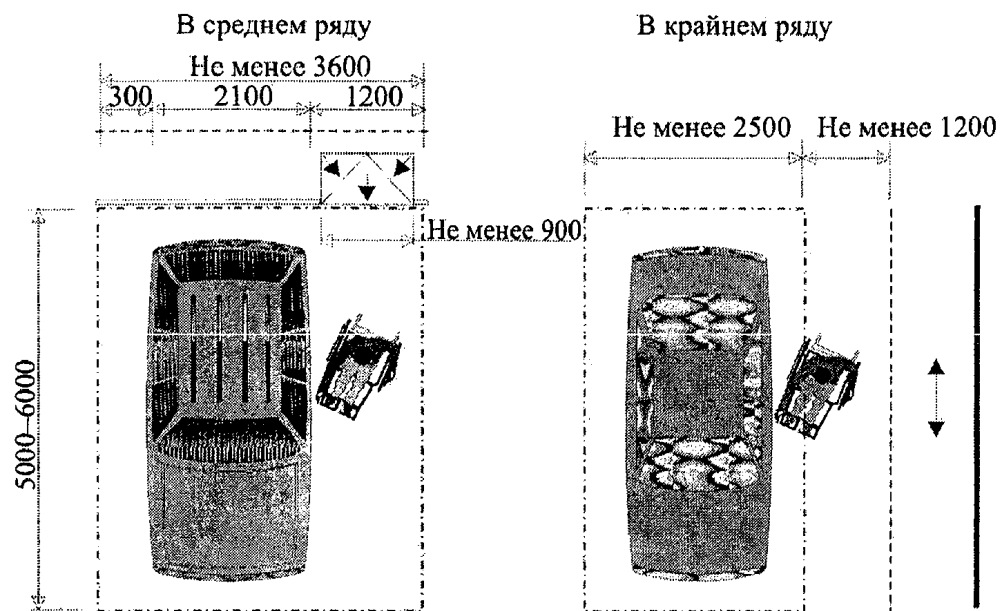 В среднем ряду
В крайнем ряду
Не менее 3600
300
2100
1200
Не менее 2500
Не менее 1200
Не менее 900
5000–6000